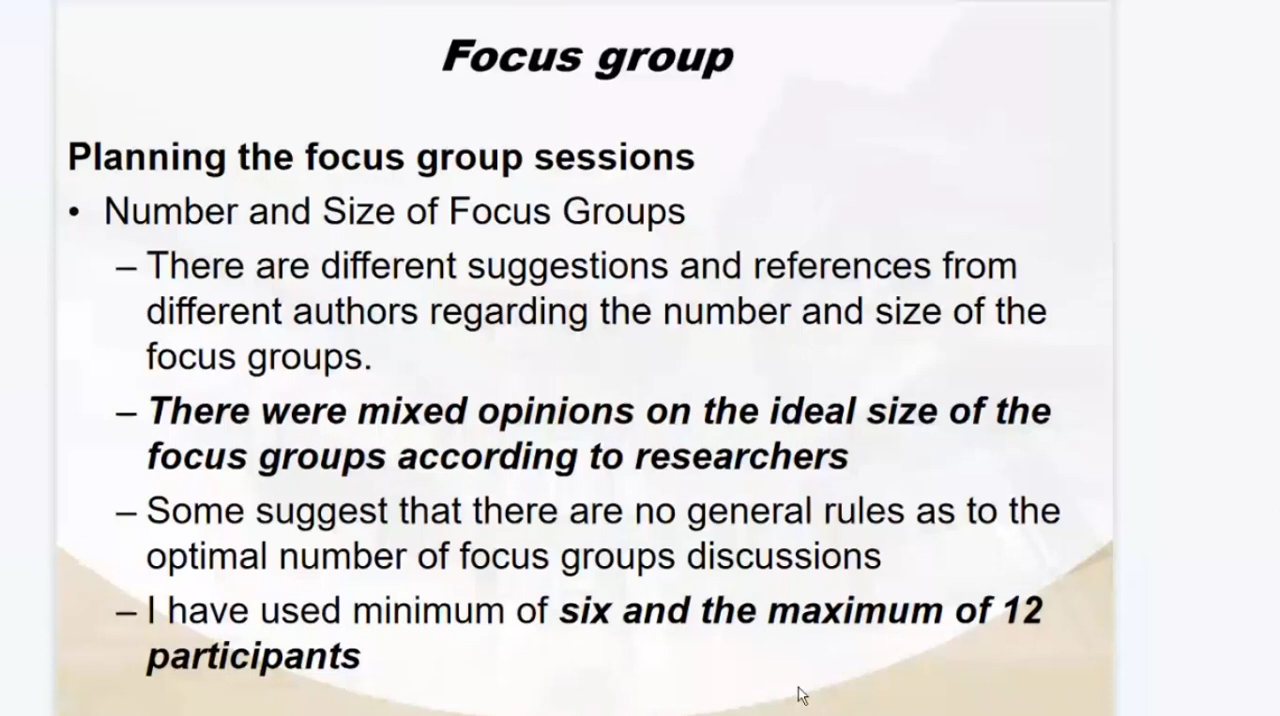 Focus group
Planning the focus group sessions
• Number and Size of Focus Groups
– There are different suggestions and references from
different authors regarding the number and size of the
focus groups.
– There were mixed opinions on the ideal size of the
focus groups according to researchers
– Some suggest that there are no general rules as to the
optimal number of focus groups discussions
– I have used minimum of six and the maximum of 12
participants